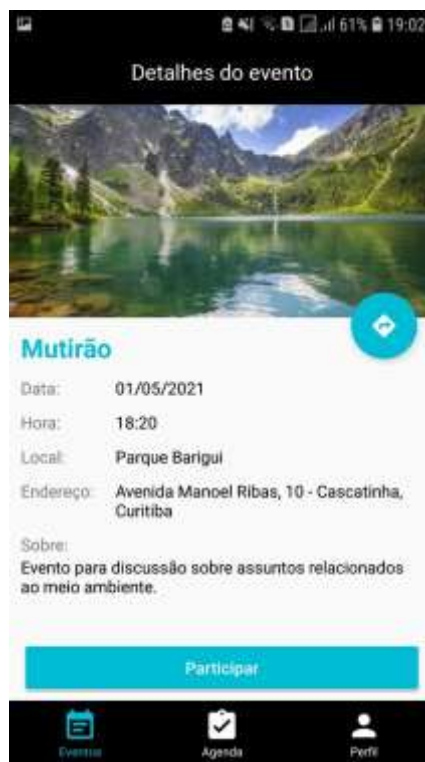 61% 19:02
Detalhes do evento
Mutirão
Data: 01/05/2021
Hora: 18:20
Local: Parque Barigui
Endereço: Avenida Manoel Ribas, 10 - Cascatinha,
Curitiba
Sobre:
Evento para discussão sobre assuntos relacionados
ao meio ambiente.
Participar
Eventos Agenda Perfil